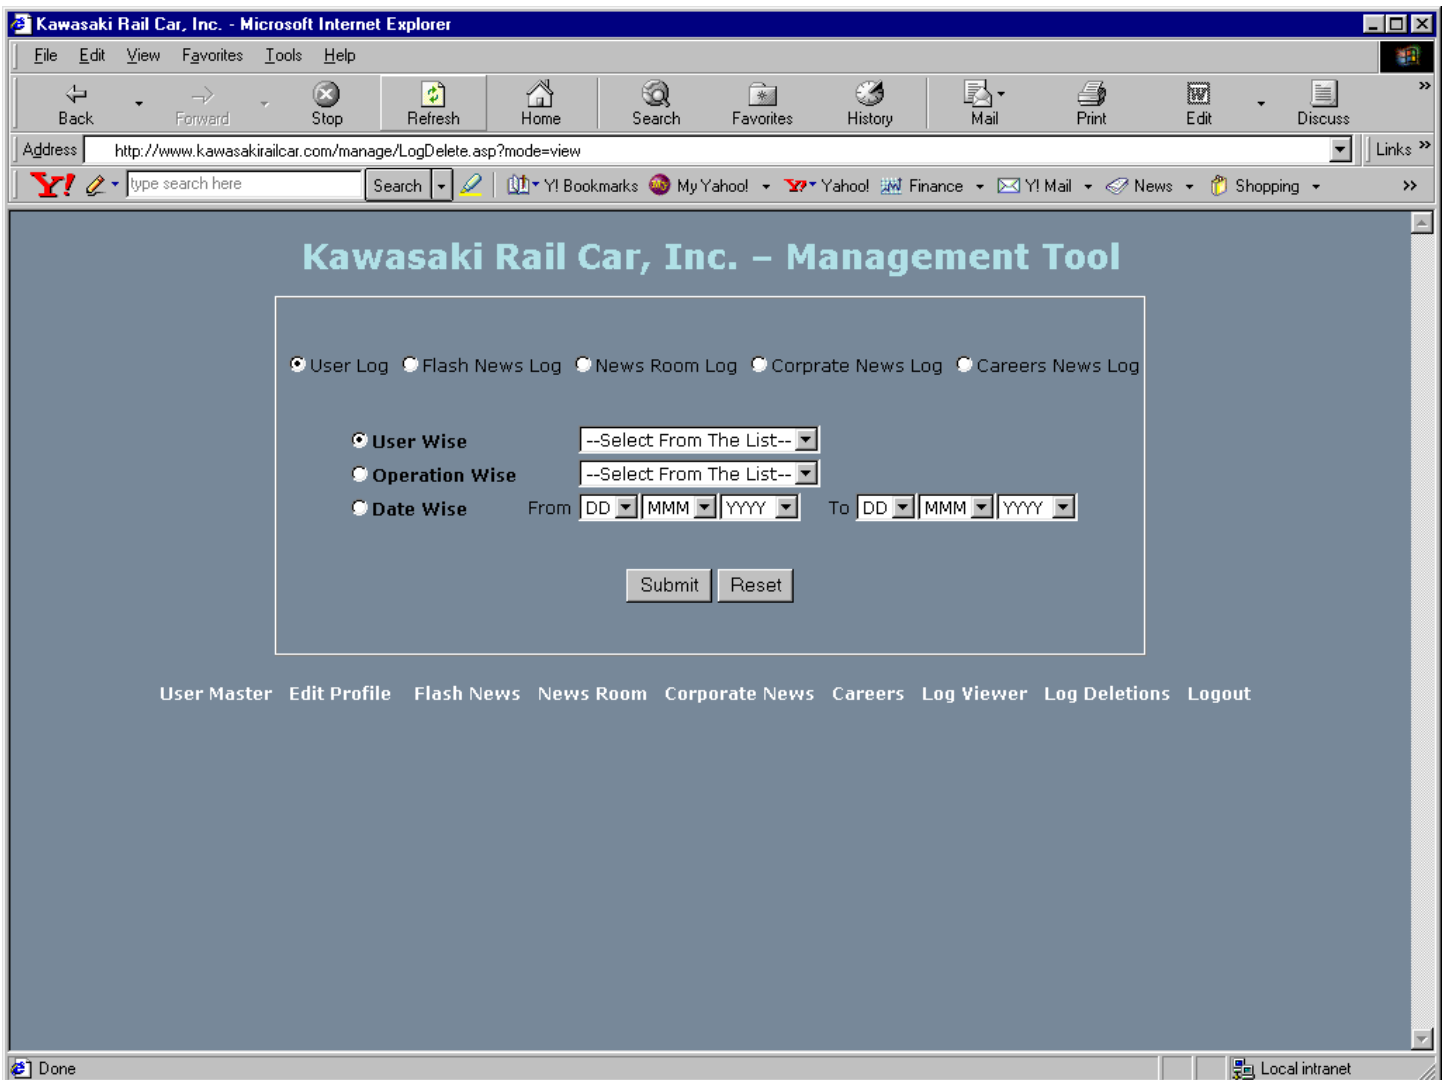 Kawasaki Rail Car, Inc. - Microsoft Internet Explorer
File Edit View Favorites Tools Help
Back Forward Stop Refresh Home Search Favorites History Mail Print Edit Discuss »
Address http://www.kawasakirailcar.com/manage/LogDelete.asp?mode=view Links »
Y! type search here Search Y! Bookmarks My Yahoo! Y! Yahoo! Finance Y! Mail News Shopping »
Kawasaki Rail Car, Inc. – Management Tool
User Log Flash News Log News Room Log Corprate News Log Careers News Log
User Wise --Select From The List--
Operation Wise --Select From The List--
Date Wise From DD MMM YYYY To DD MMM YYYY
Submit Reset
User Master Edit Profile Flash News News Room Corporate News Careers Log Viewer Log Deletions Logout
Done Local intranet